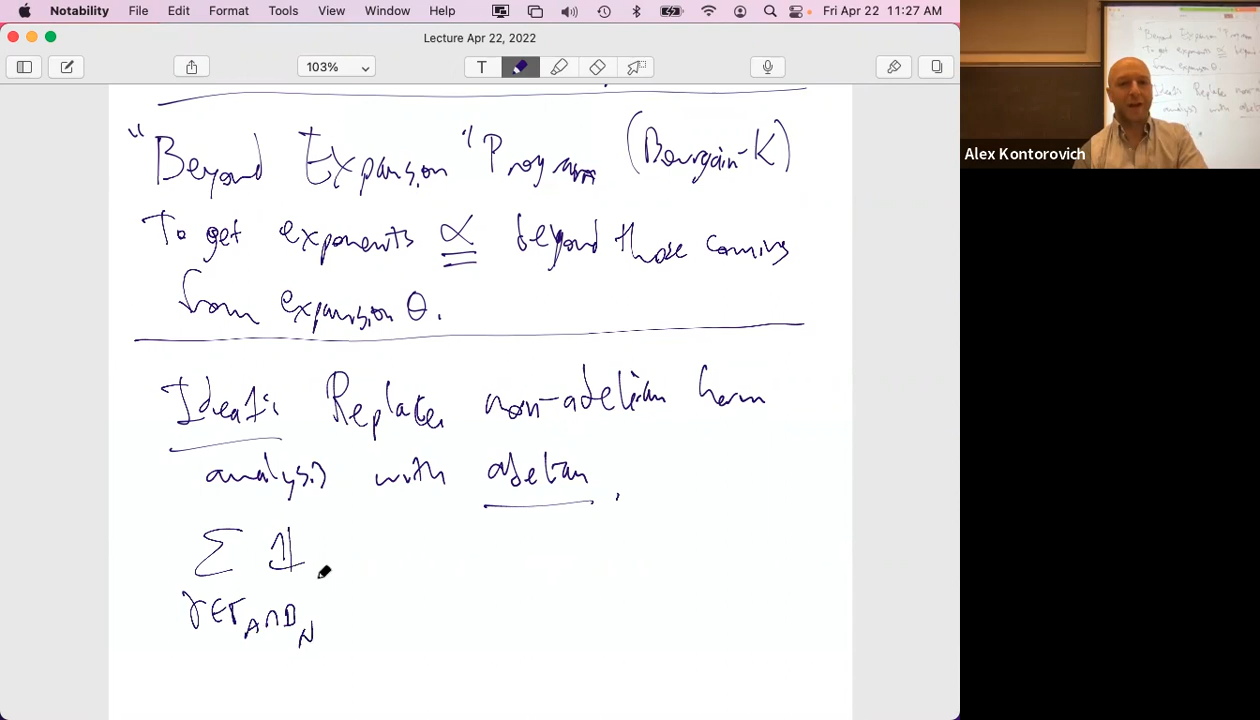 Notability File Edit Format Tools View Window Help Fri Apr 22 11:27 AM
Lecture Apr 22, 2022
103%
T
"Beyond Expansion" Program (Bourgain-K)
To get exponents α beyond those coming
from expansion θ.
Idea 1: Replace non-abelian harm
analysis with abelian.
Σ 𝟙
γ∈Γ_A∩B_N
Alex Kontorovich